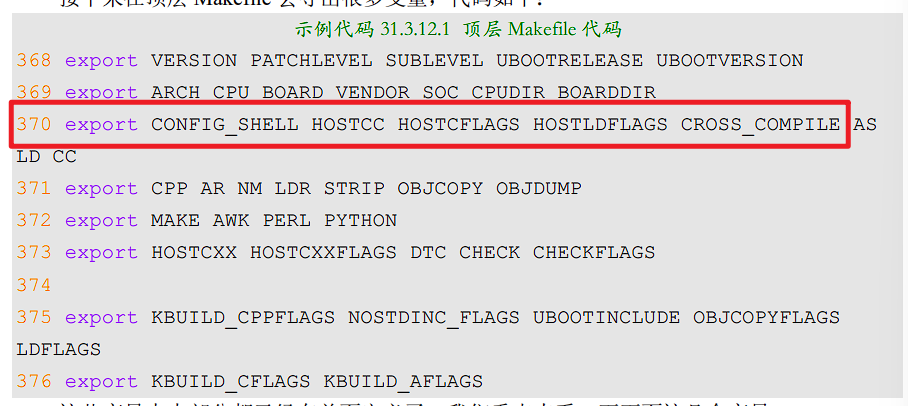 示例代码 31.3.12.1 顶层 Makefile 代码
368 export VERSION PATCHLEVEL SUBLEVEL UBOOTRELEASE UBOOTVERSION
369 export ARCH CPU BOARD VENDOR SOC CPUDIR BOARDDIR
370 export CONFIG_SHELL HOSTCC HOSTCFLAGS HOSTLDFLAGS CROSS_COMPILE AS
LD CC
371 export CPP AR NM LDR STRIP OBJCOPY OBJDUMP
372 export MAKE AWK PERL PYTHON
373 export HOSTCXX HOSTCXXFLAGS DTC CHECK CHECKFLAGS
374
375 export KBUILD_CPPFLAGS NOSTDINC_FLAGS UBOOTINCLUDE OBJCOPYFLAGS
LDFLAGS
376 export KBUILD_CFLAGS KBUILD_AFLAGS